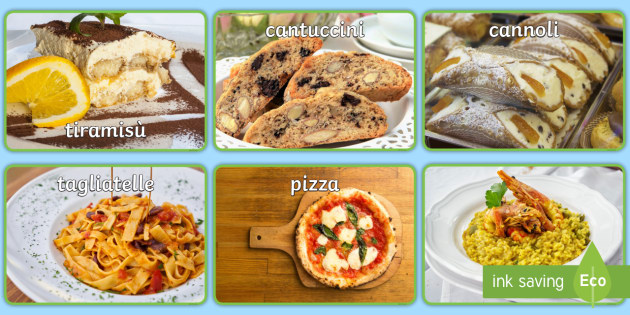 tiramisù
cantuccini
cannoli
tagliatelle
pizza
ink saving
Eco